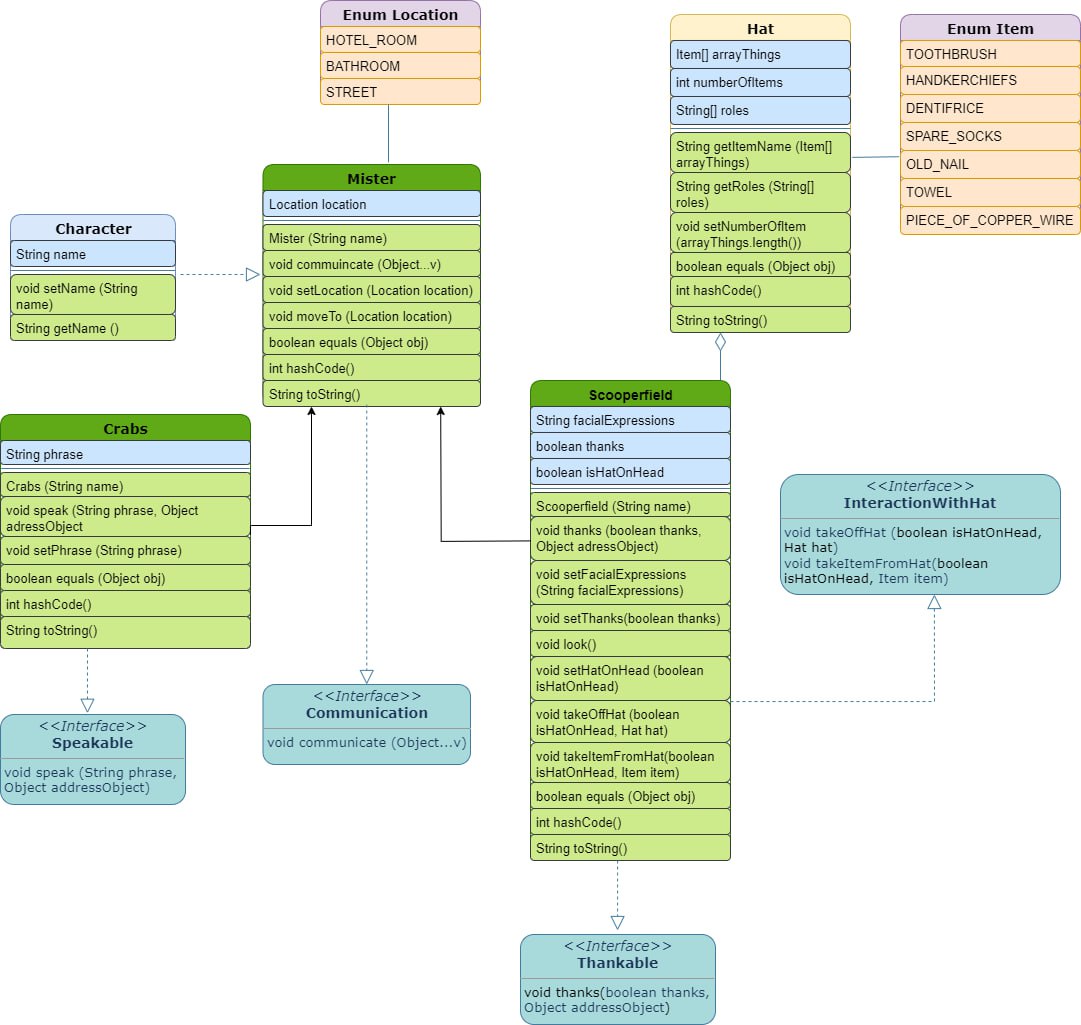 Enum Location
HOTEL_ROOM
BATHROOM
STREET
Hat
Item[] arrayThings
int numberOfItems
String[] roles
String getItemName (Item[]
arrayThings)
String getRoles (String[]
roles)
void setNumberOfItem
(arrayThings.length())
boolean equals (Object obj)
int hashCode()
String toString()
Enum Item
TOOTHBRUSH
HANDKERCHIEFS
DENTIFRICE
SPARE_SOCKS
OLD_NAIL
TOWEL
PIECE_OF_COPPER_WIRE
Character
String name
void setName (String
name)
String getName ()
Mister
Location location
Mister (String name)
void commuincate (Object...v)
void setLocation (Location location)
void moveTo (Location location)
boolean equals (Object obj)
int hashCode()
String toString()
Crabs
String phrase
Crabs (String name)
void speak (String phrase, Object
adressObject
void setPhrase (String phrase)
boolean equals (Object obj)
int hashCode()
String toString()
Scooperfield
String facialExpressions
boolean thanks
boolean isHatOnHead
Scooperfield (String name)
void thanks (boolean thanks,
Object adressObject)
void setFacialExpressions
(String facialExpressions)
void setThanks(boolean thanks)
void look()
void setHatOnHead (boolean
isHatOnHead)
void takeOffHat (boolean
isHatOnHead, Hat hat)
void takeItemFromHat(boolean
isHatOnHead, Item item)
boolean equals (Object obj)
int hashCode()
String toString()
<<Interface>>
InteractionWithHat
void takeOffHat (boolean isHatOnHead,
Hat hat)
void takeItemFromHat(boolean
isHatOnHead, Item item)
<<Interface>>
Speakable
void speak (String phrase,
Object addressObject)
<<Interface>>
Communication
void communicate (Object...v)
<<Interface>>
Thankable
void thanks(boolean thanks,
Object addressObject)